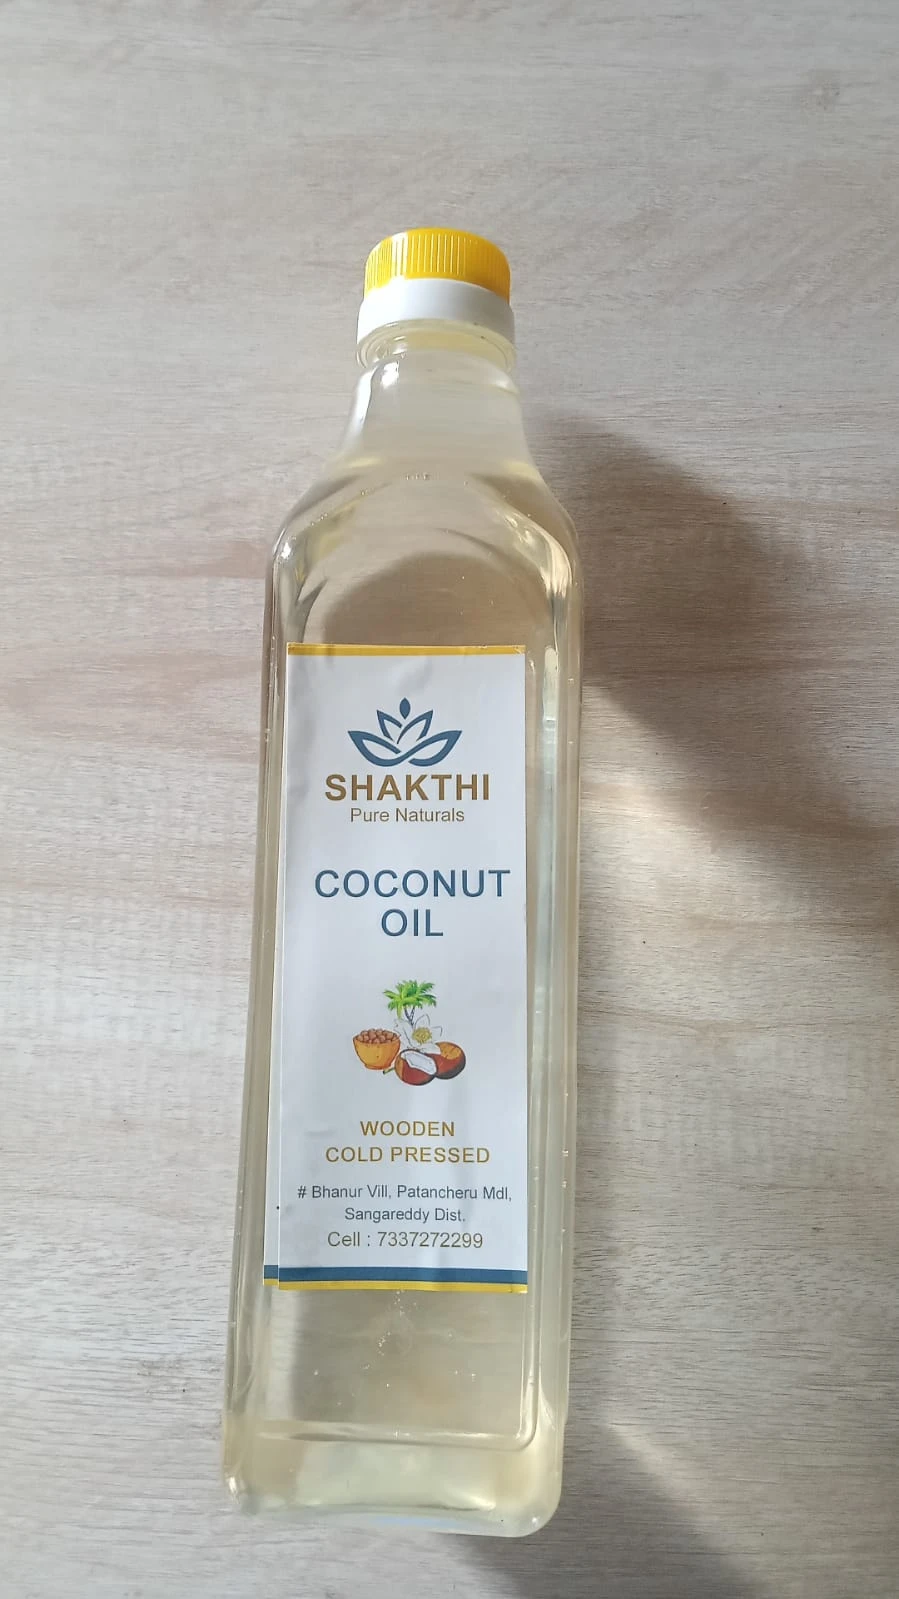 SHAKTHI
Pure Naturals
COCONUT
OIL
WOODEN
COLD PRESSED
# Bhanur Vill, Patancheru Mdl,
Sangareddy Dist.
Cell : 7337272299